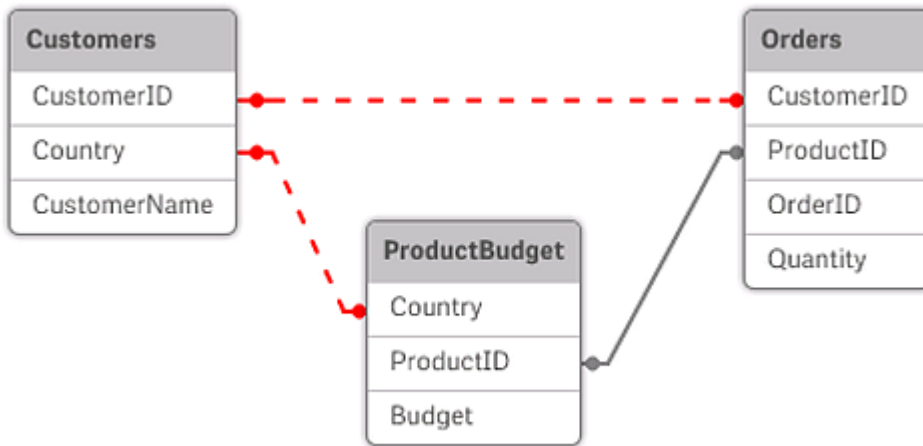 Customers
CustomerID
Country
CustomerName
Orders
CustomerID
ProductID
OrderID
Quantity
ProductBudget
Country
ProductID
Budget